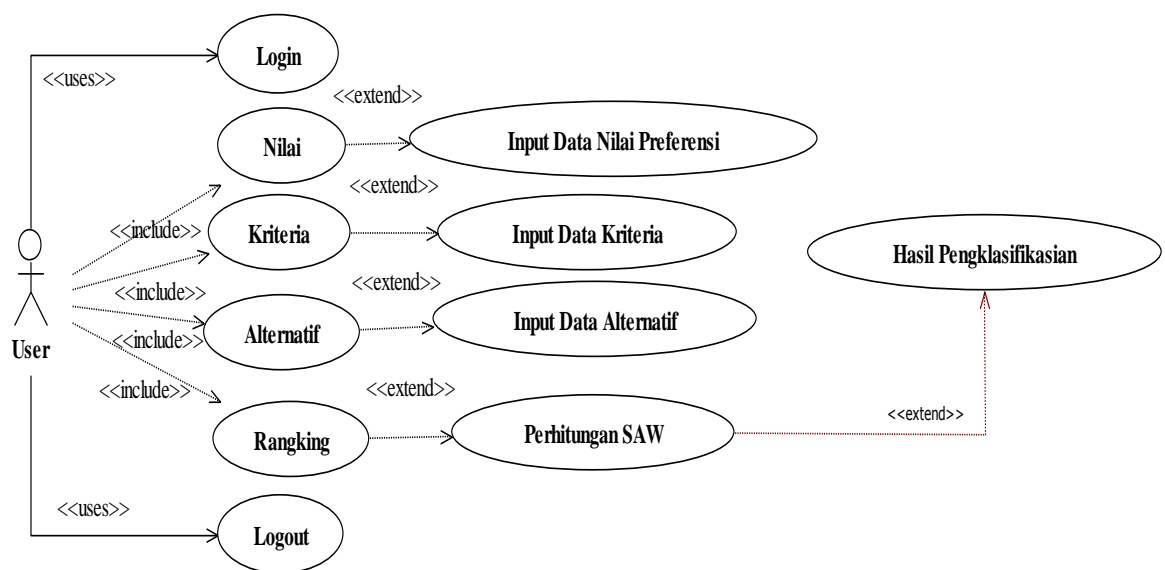 Login
<<uses>>
<<extend>>
Nilai
Input Data Nilai Preferensi
<<extend>>
<<include>>
Kriteria
Input Data Kriteria
Hasil Pengklasifikasian
<<include>>
<<extend>>
Alternatif
Input Data Alternatif
<<include>>
User
<<include>>
<<extend>>
<<extend>>
Rangking
Perhitungan SAW
<<uses>>
Logout